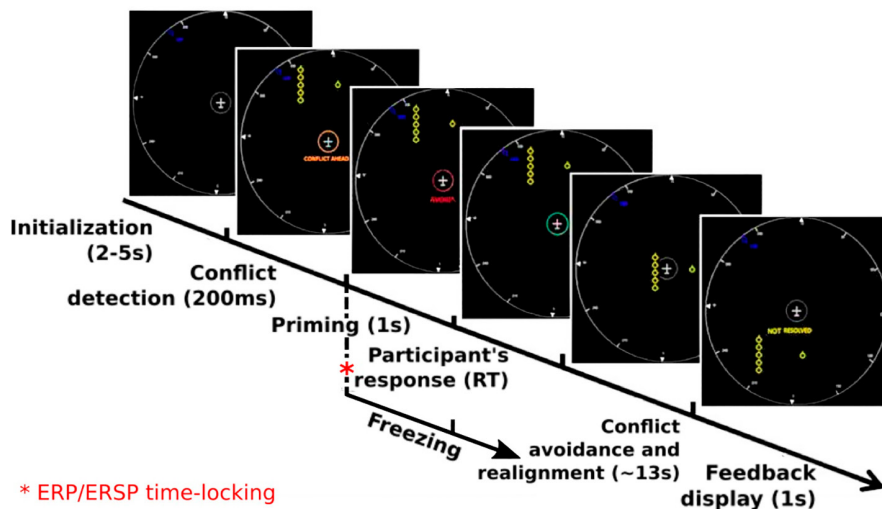 CONFLICT AHEAD
NOT RESOLVED
Initialization
(2-5s)
Conflict
detection (200ms)
Priming (1s)
Participant's
response (RT)
Freezing
Conflict
avoidance and
realignment (~13s)
Feedback
display (1s)
* ERP/ERSP time-locking